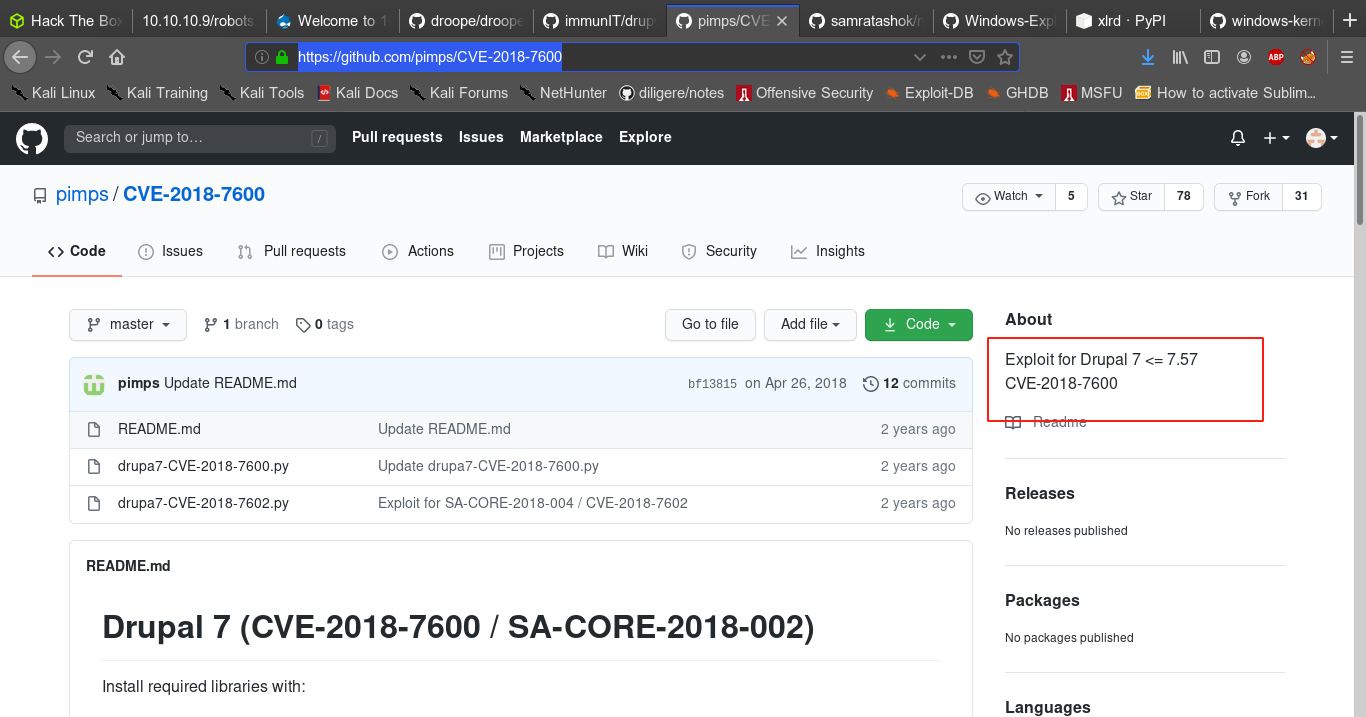 Hack The Box 10.10.10.9/robots Welcome to 1 droope/droope immunIT/drup pimps/CVE samratashok/n Windows-Expl xlrd · PyPI windows-kern
https://github.com/pimps/CVE-2018-7600 ABP
Kali Linux Kali Training Kali Tools Kali Docs Kali Forums NetHunter diligere/notes Offensive Security Exploit-DB GHDB MSFU How to activate Sublim...
Search or jump to… / Pull requests Issues Marketplace Explore
pimps / CVE-2018-7600 Watch 5 Star 78 Fork 31
Code Issues Pull requests Actions Projects Wiki Security Insights
master 1 branch 0 tags Go to file Add file Code
pimps Update README.md bf13815 on Apr 26, 2018 12 commits
README.md Update README.md 2 years ago
drupa7-CVE-2018-7600.py Update drupa7-CVE-2018-7600.py 2 years ago
drupa7-CVE-2018-7602.py Exploit for SA-CORE-2018-004 / CVE-2018-7602 2 years ago
README.md
Drupal 7 (CVE-2018-7600 / SA-CORE-2018-002)
Install required libraries with:
About
Exploit for Drupal 7 <= 7.57
CVE-2018-7600
Readme
Releases
No releases published
Packages
No packages published
Languages